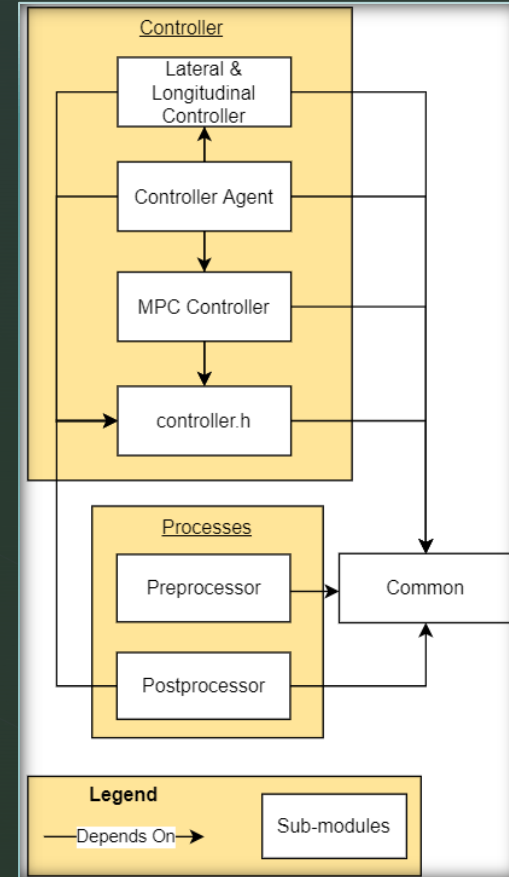 Controller
Lateral &
Longitudinal
Controller
Controller Agent
MPC Controller
controller.h
Processes
Preprocessor
Common
Postprocessor
Legend
Depends On
Sub-modules